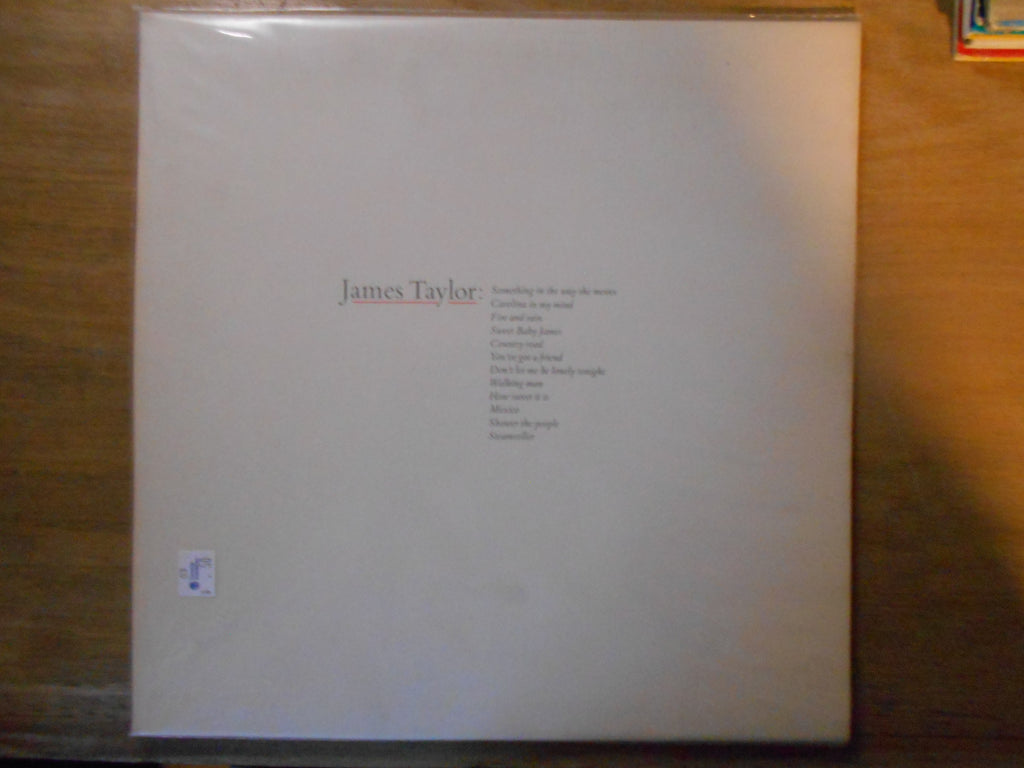 James Taylor:
Something in the way she moves
Carolina in my mind
Fire and rain
Sweet Baby James
Country road
You've got a friend
Don't let me be lonely tonight
Walking man
How sweet it is
Mexico
Shower the people
Steamroller